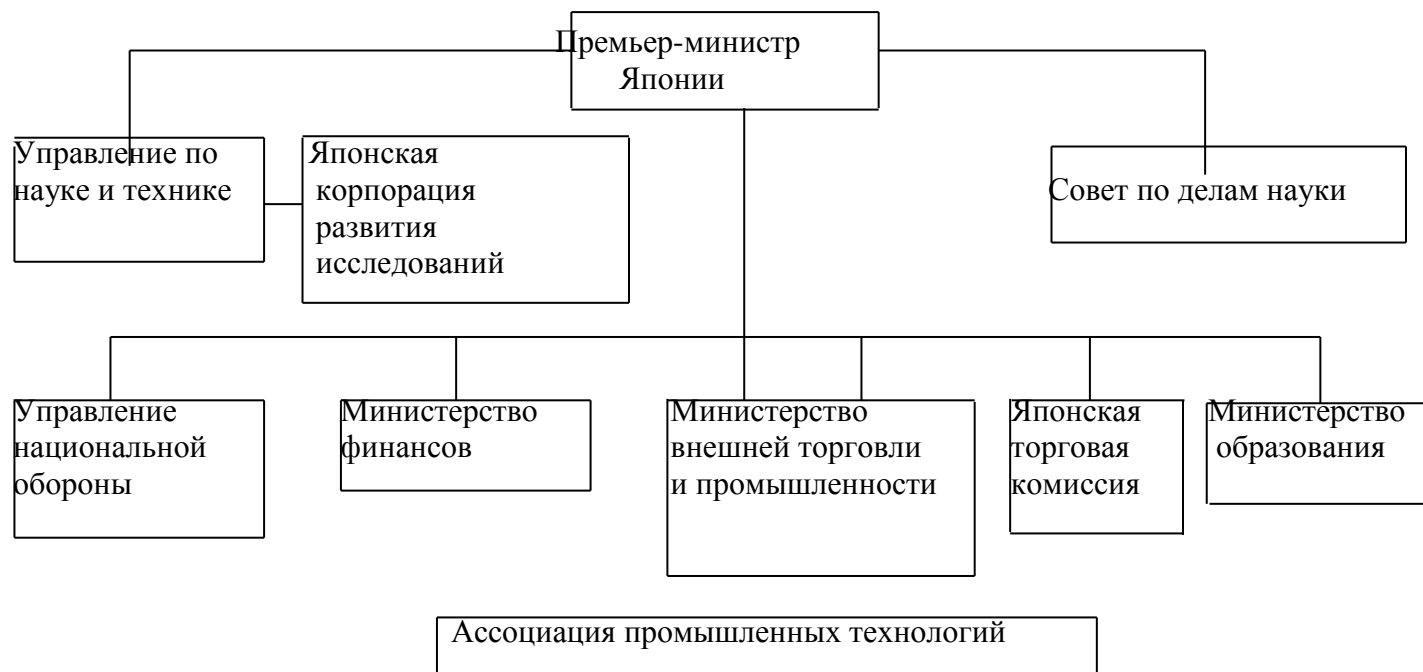 Премьер-министр
Японии
Управление по
науке и технике
Японская
корпорация
развития
исследований
Совет по делам науки
Управление
национальной
обороны
Министерство
финансов
Министерство
внешней торговли
и промышленности
Японская
торговая
комиссия
Министерство
образования
Ассоциация промышленных технологий